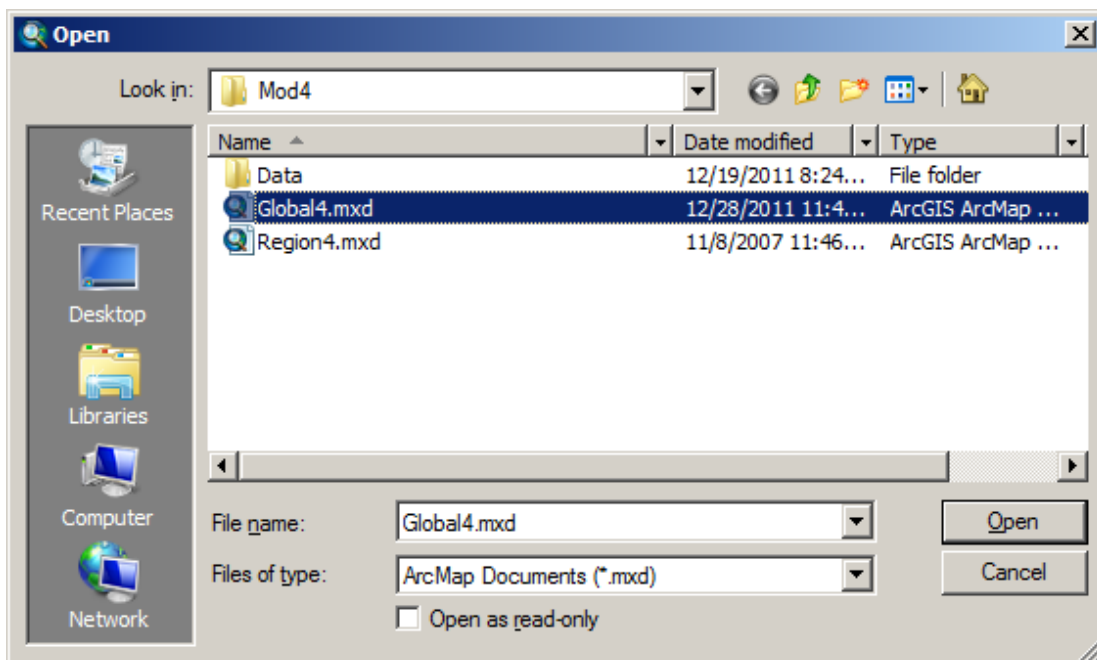 Open
Look in: Mod4
Name Date modified Type
Data 12/19/2011 8:24... File folder
Global4.mxd 12/28/2011 11:4... ArcGIS ArcMap ...
Region4.mxd 11/8/2007 11:46... ArcGIS ArcMap ...
Recent Places
Desktop
Libraries
Computer
Network
File name: Global4.mxd Open
Files of type: ArcMap Documents (*.mxd) Cancel
Open as read-only